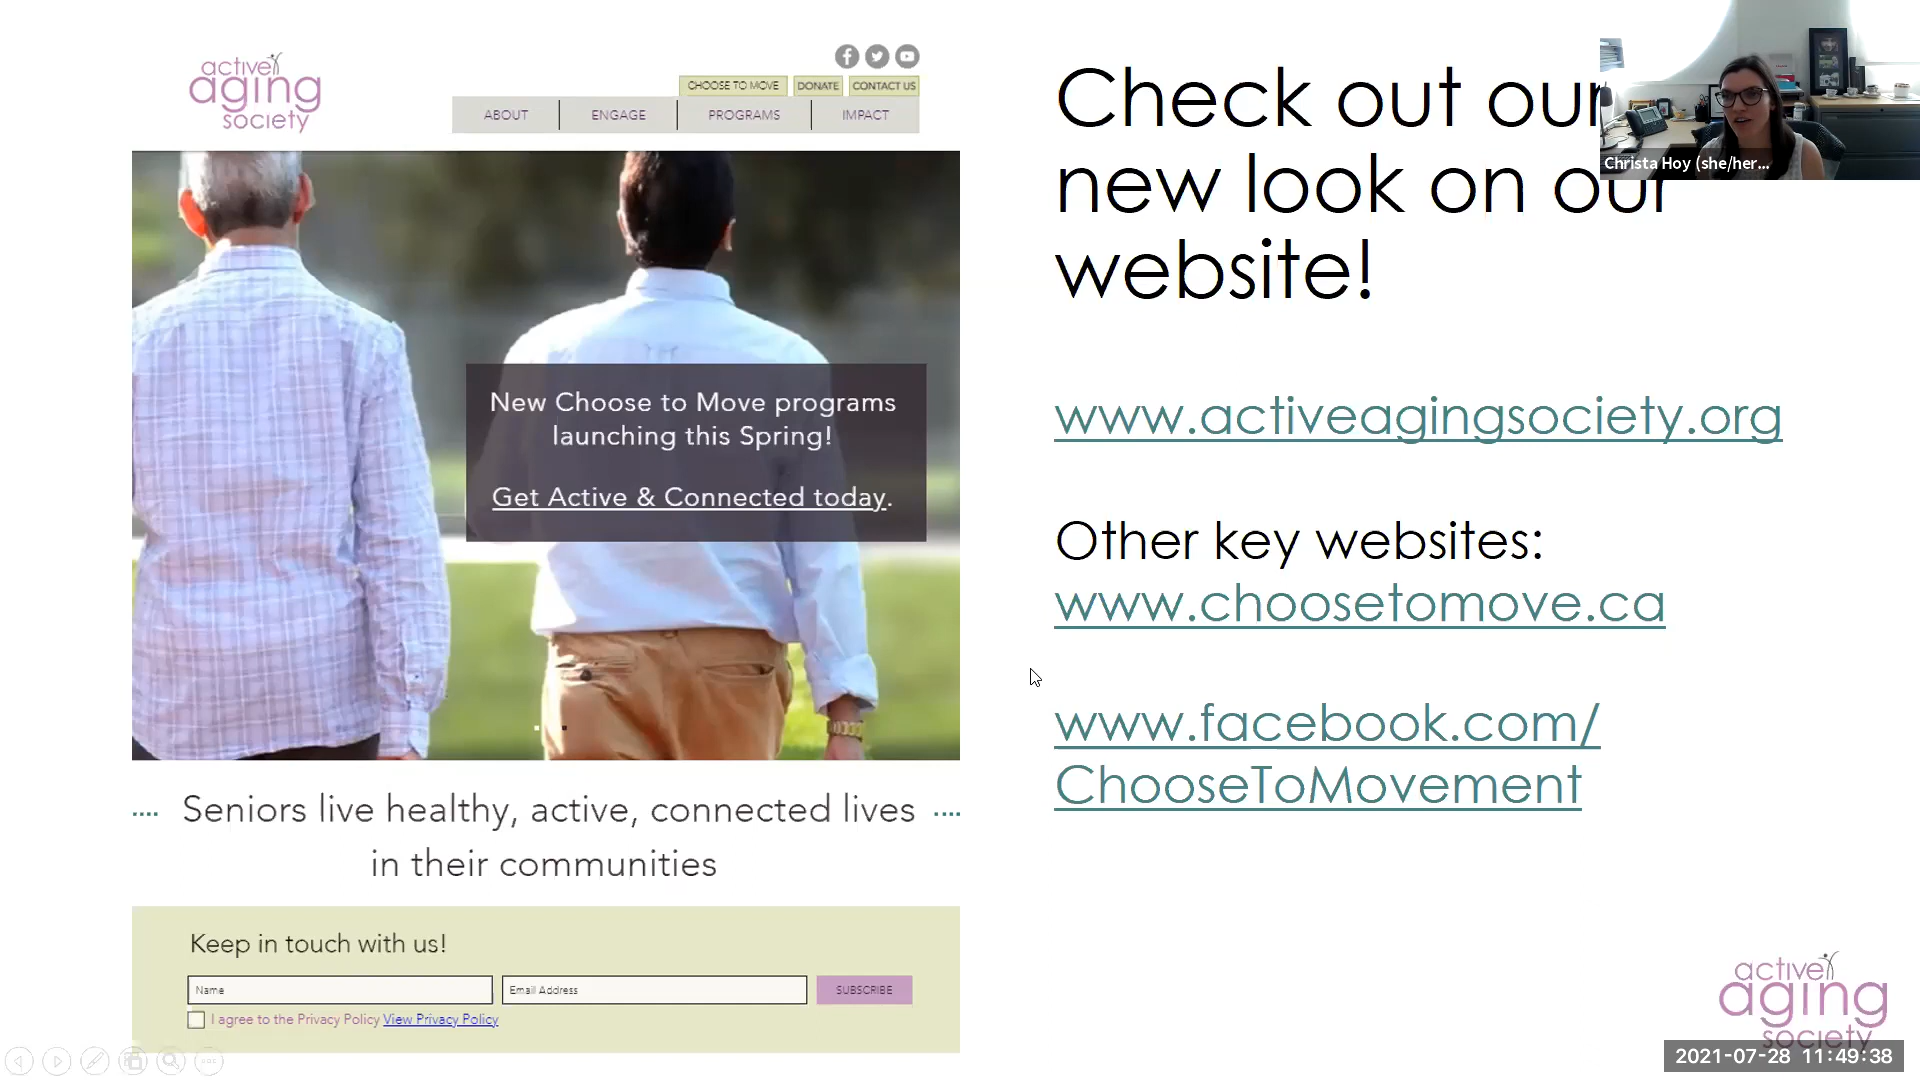 active
aging
society
CHOOSE TO MOVE
DONATE
CONTACT US
ABOUT
ENGAGE
PROGRAMS
IMPACT
New Choose to Move programs
launching this Spring!
Get Active & Connected today.
Seniors live healthy, active, connected lives
in their communities
Keep in touch with us!
Name
Email Address
SUBSCRIBE
I agree to the Privacy Policy View Privacy Policy
Check out our
new look on our
website!
www.activeagingsociety.org
Other key websites:
www.choosetomove.ca
www.facebook.com/
ChooseToMovement
Christa Hoy (she/her...
active
aging
society
2021-07-28 11:49:38